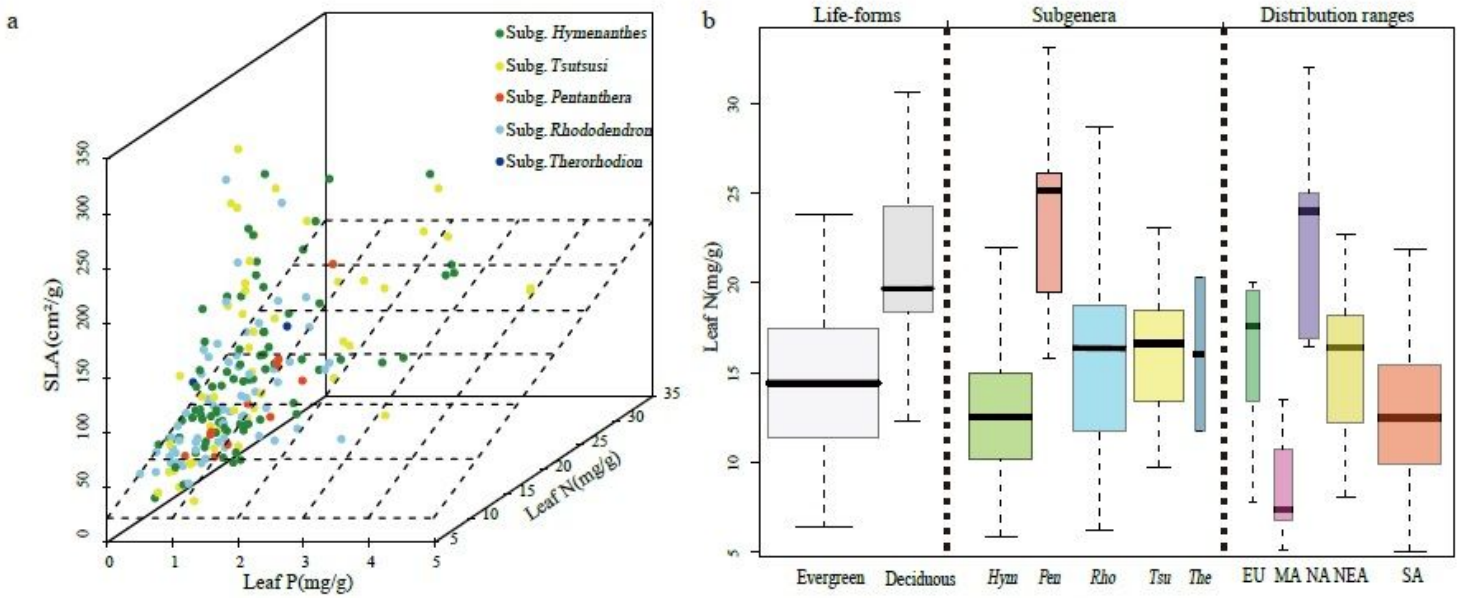 a
Subg. Hymenanthes
Subg. Tsutsusi
Subg. Pentanthera
Subg. Rhododendron
Subg. Therorhodion
350
300
250
200
150
100
50
0
SLA(cm²/g)
0 1 2 3 4 5
Leaf P(mg/g)
5 10 15 20 25 30 35
Leaf N(mg/g)
b
Life-forms Subgenera Distribution ranges
30
25
20
15
10
5
Leaf N(mg/g)
Evergreen Deciduous Hym Pen Rho Tsu The EU MA NA NEA SA